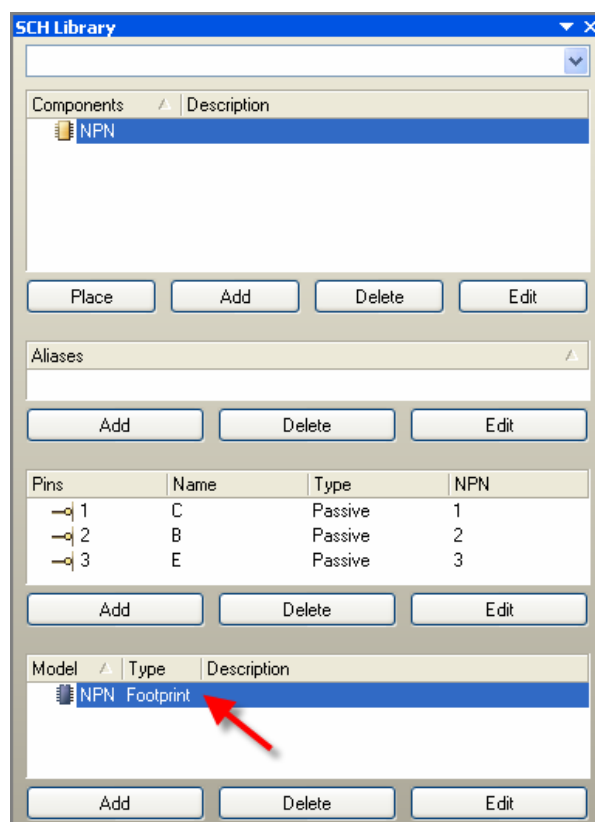 SCH Library
Components Description
NPN
Place Add Delete Edit
Aliases
Add Delete Edit
Pins Name Type NPN
1 C Passive 1
2 B Passive 2
3 E Passive 3
Add Delete Edit
Model Type Description
NPN Footprint
Add Delete Edit